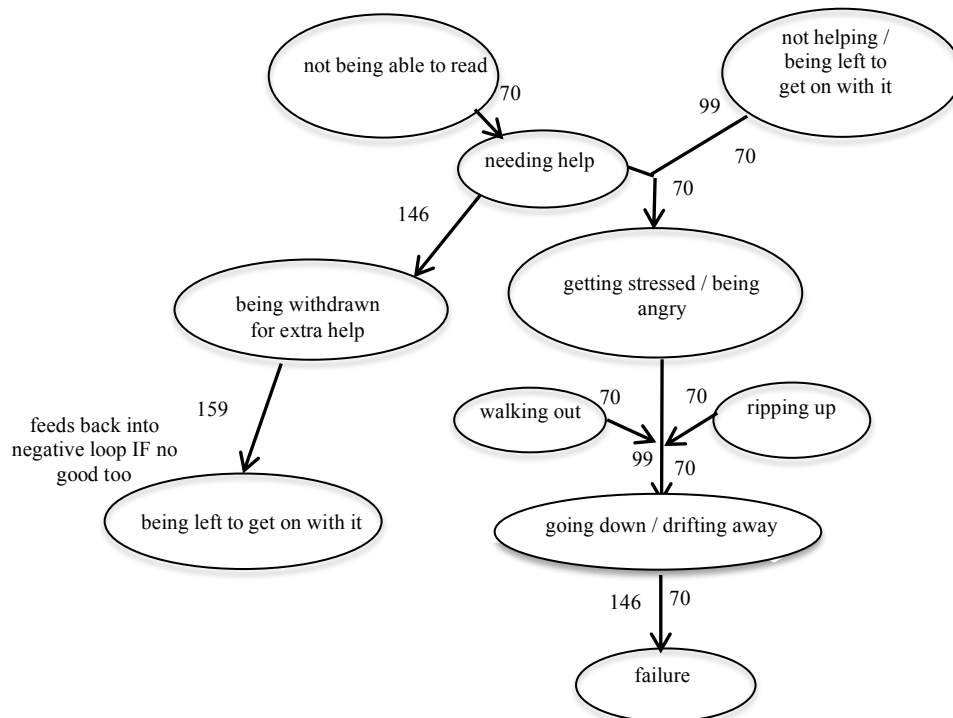 not helping /
being left to
get on with it
not being able to read
70
99
70
needing help
70
146
getting stressed / being
angry
being withdrawn
for extra help
159
feeds back into
negative loop IF no
good too
70
70
walking out
ripping up
99
70
being left to get on with it
going down / drifting away
146
70
failure